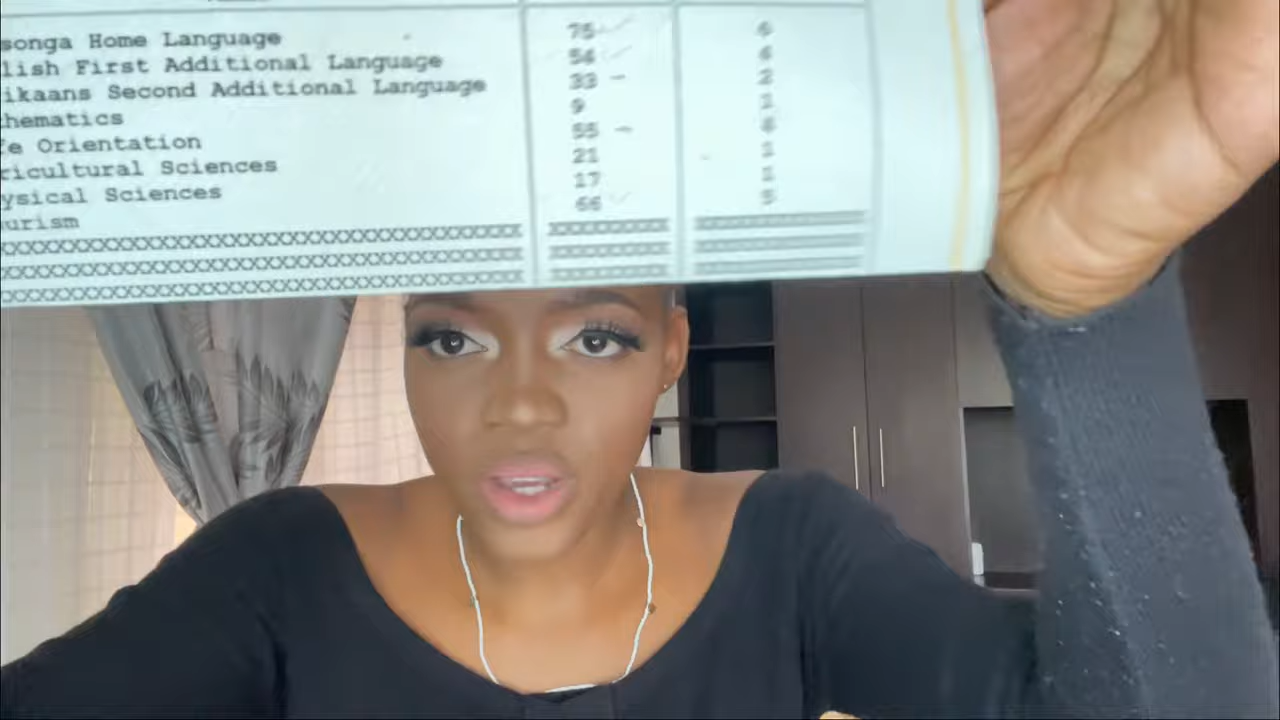 songa Home Language 75 6
lish First Additional Language 54 4
ikaans Second Additional Language 33 2
hematics 9 1
fe Orientation 55 4
ricultural Sciences 21 1
ysical Sciences 17 1
urism 66 5